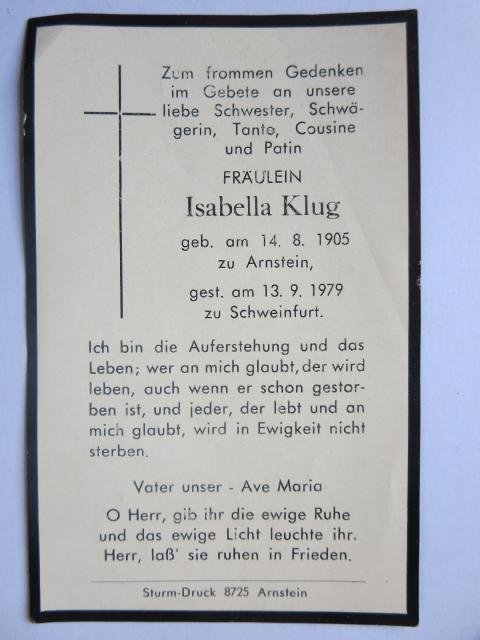 Zum frommen Gedenken
im Gebete an unsere
liebe Schwester, Schwä-
gerin, Tante, Cousine
und Patin
FRÄULEIN
Isabella Klug
geb. am 14. 8. 1905
zu Arnstein,
gest. am 13. 9. 1979
zu Schweinfurt.
Ich bin die Auferstehung und das
Leben; wer an mich glaubt, der wird
leben, auch wenn er schon gestor-
ben ist, und jeder, der lebt und an
mich glaubt, wird in Ewigkeit nicht
sterben.
Vater unser - Ave Maria
O Herr, gib ihr die ewige Ruhe
und das ewige Licht leuchte ihr.
Herr, laß' sie ruhen in Frieden.
Sturm-Druck 8725 Arnstein